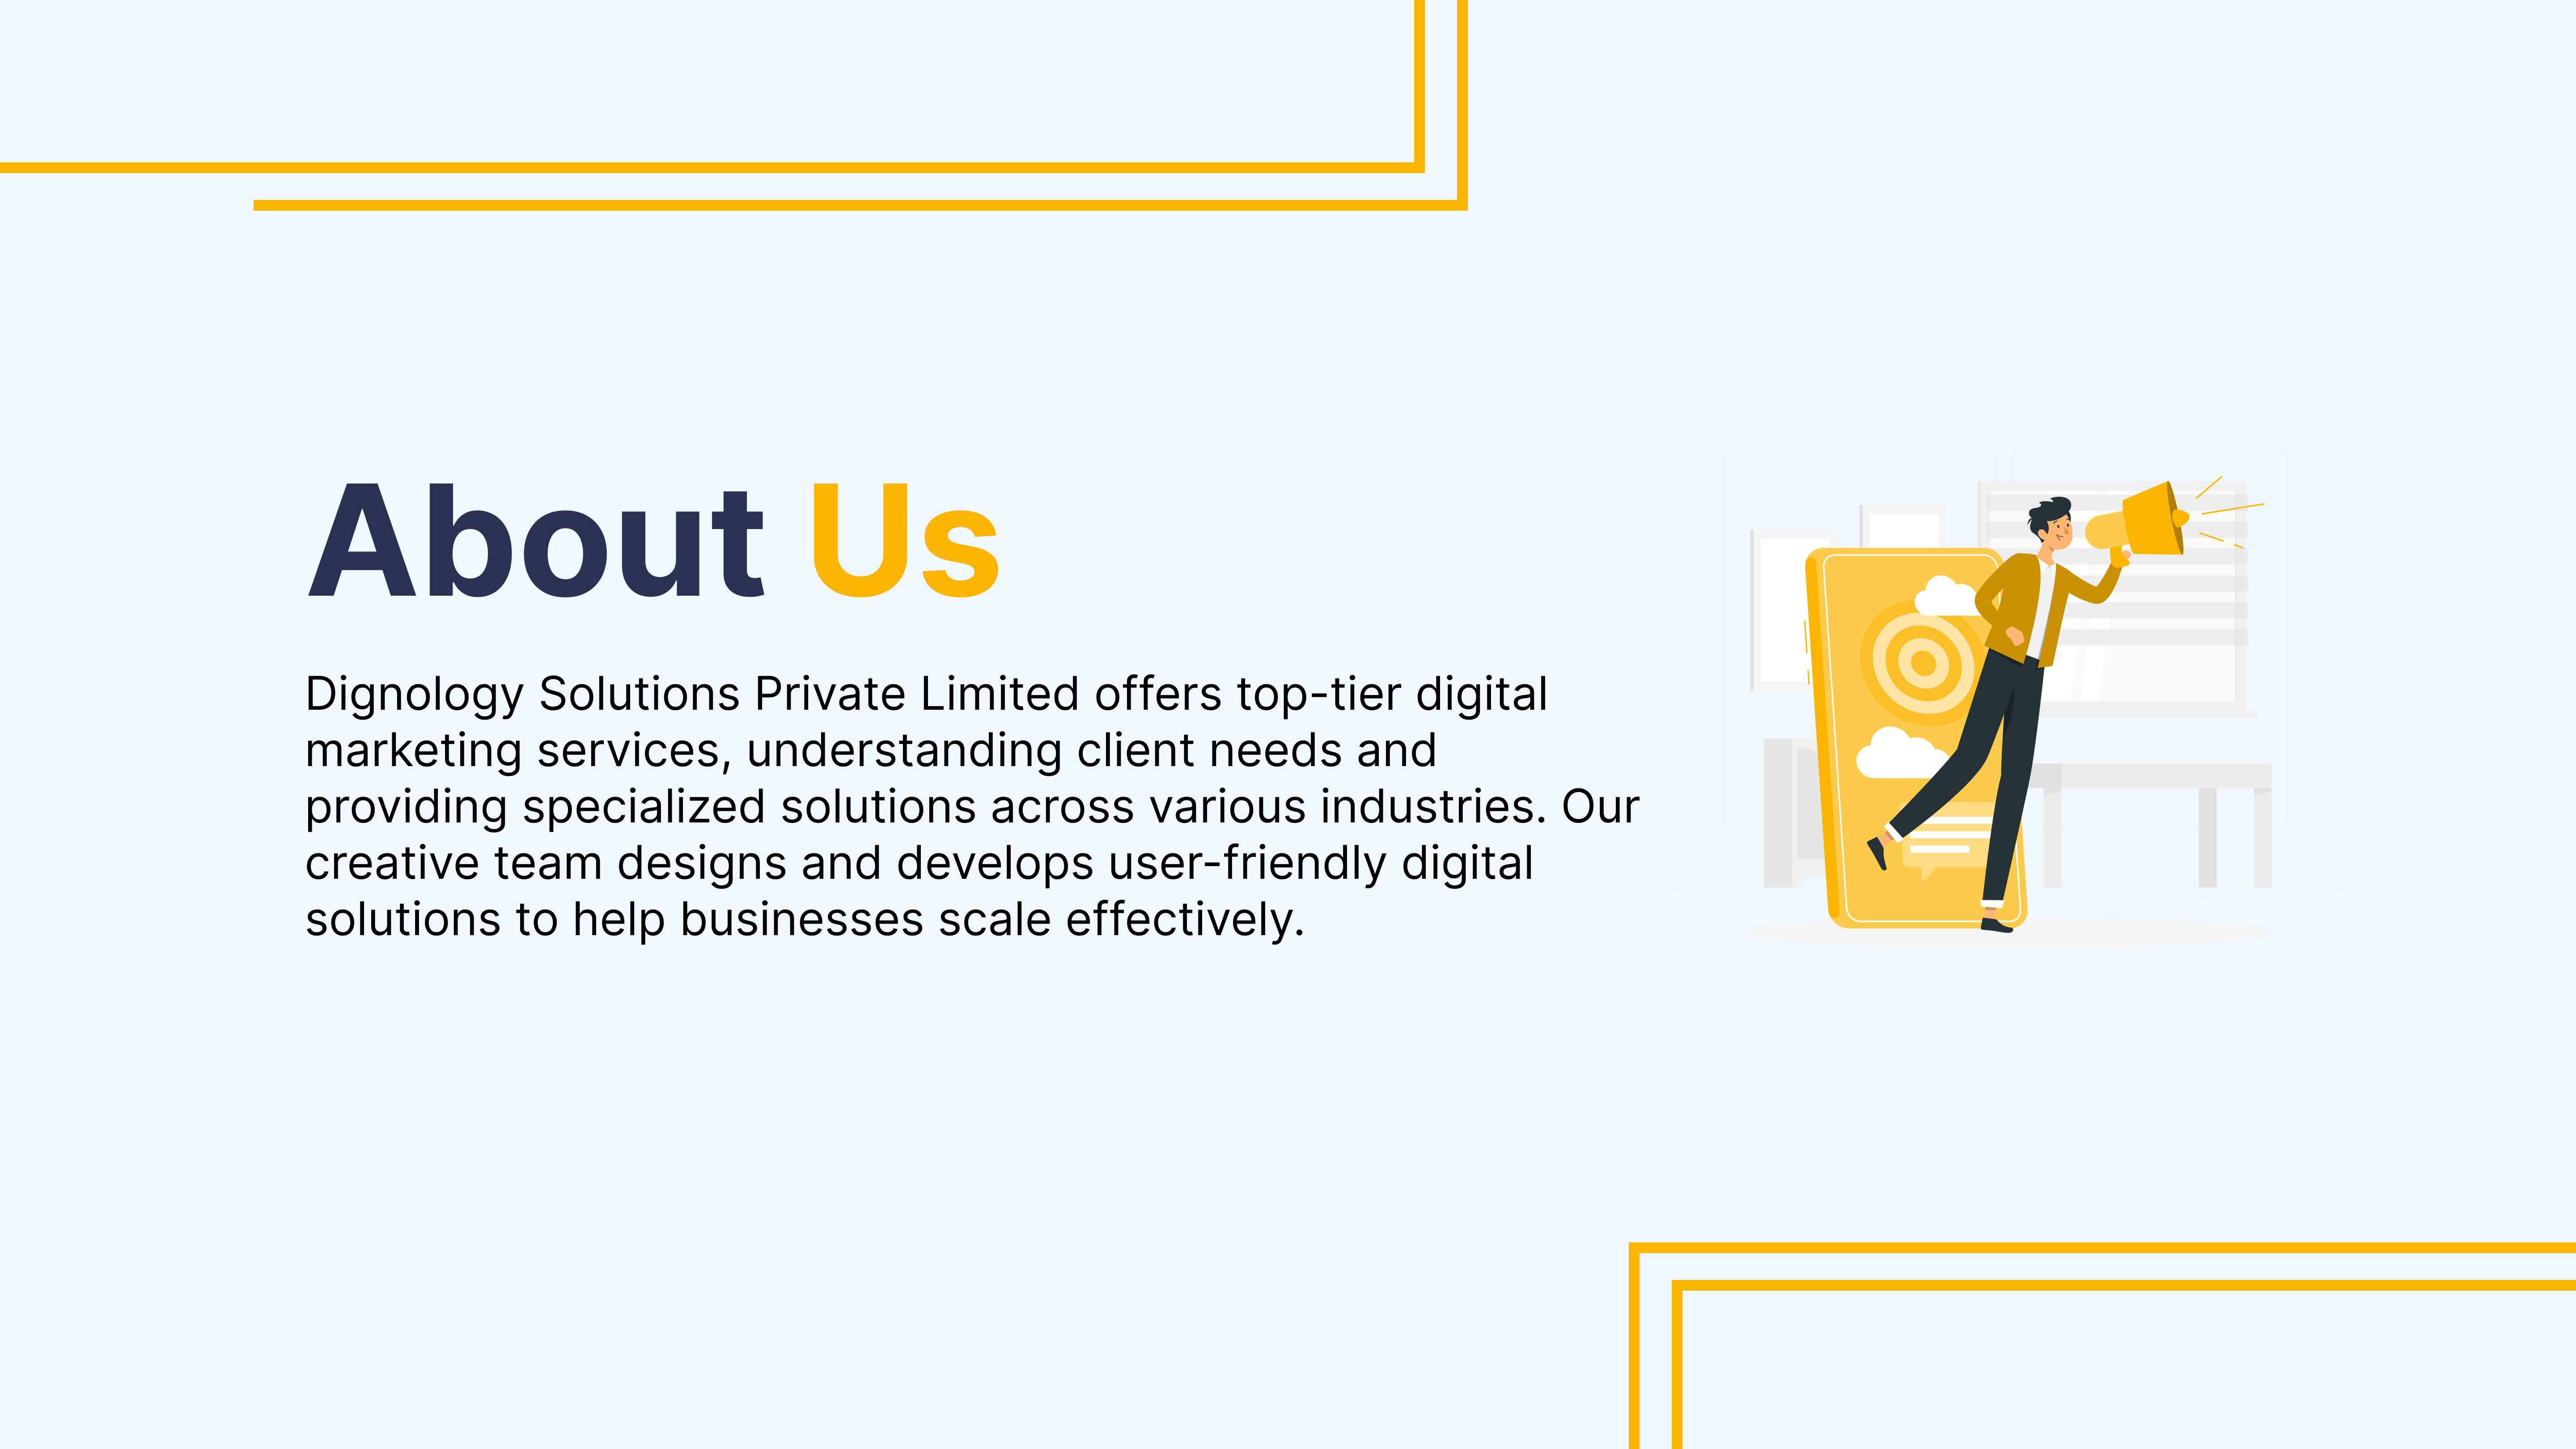 About Us
Dignology Solutions Private Limited offers top-tier digital
marketing services, understanding client needs and
providing specialized solutions across various industries. Our
creative team designs and develops user-friendly digital
solutions to help businesses scale effectively.